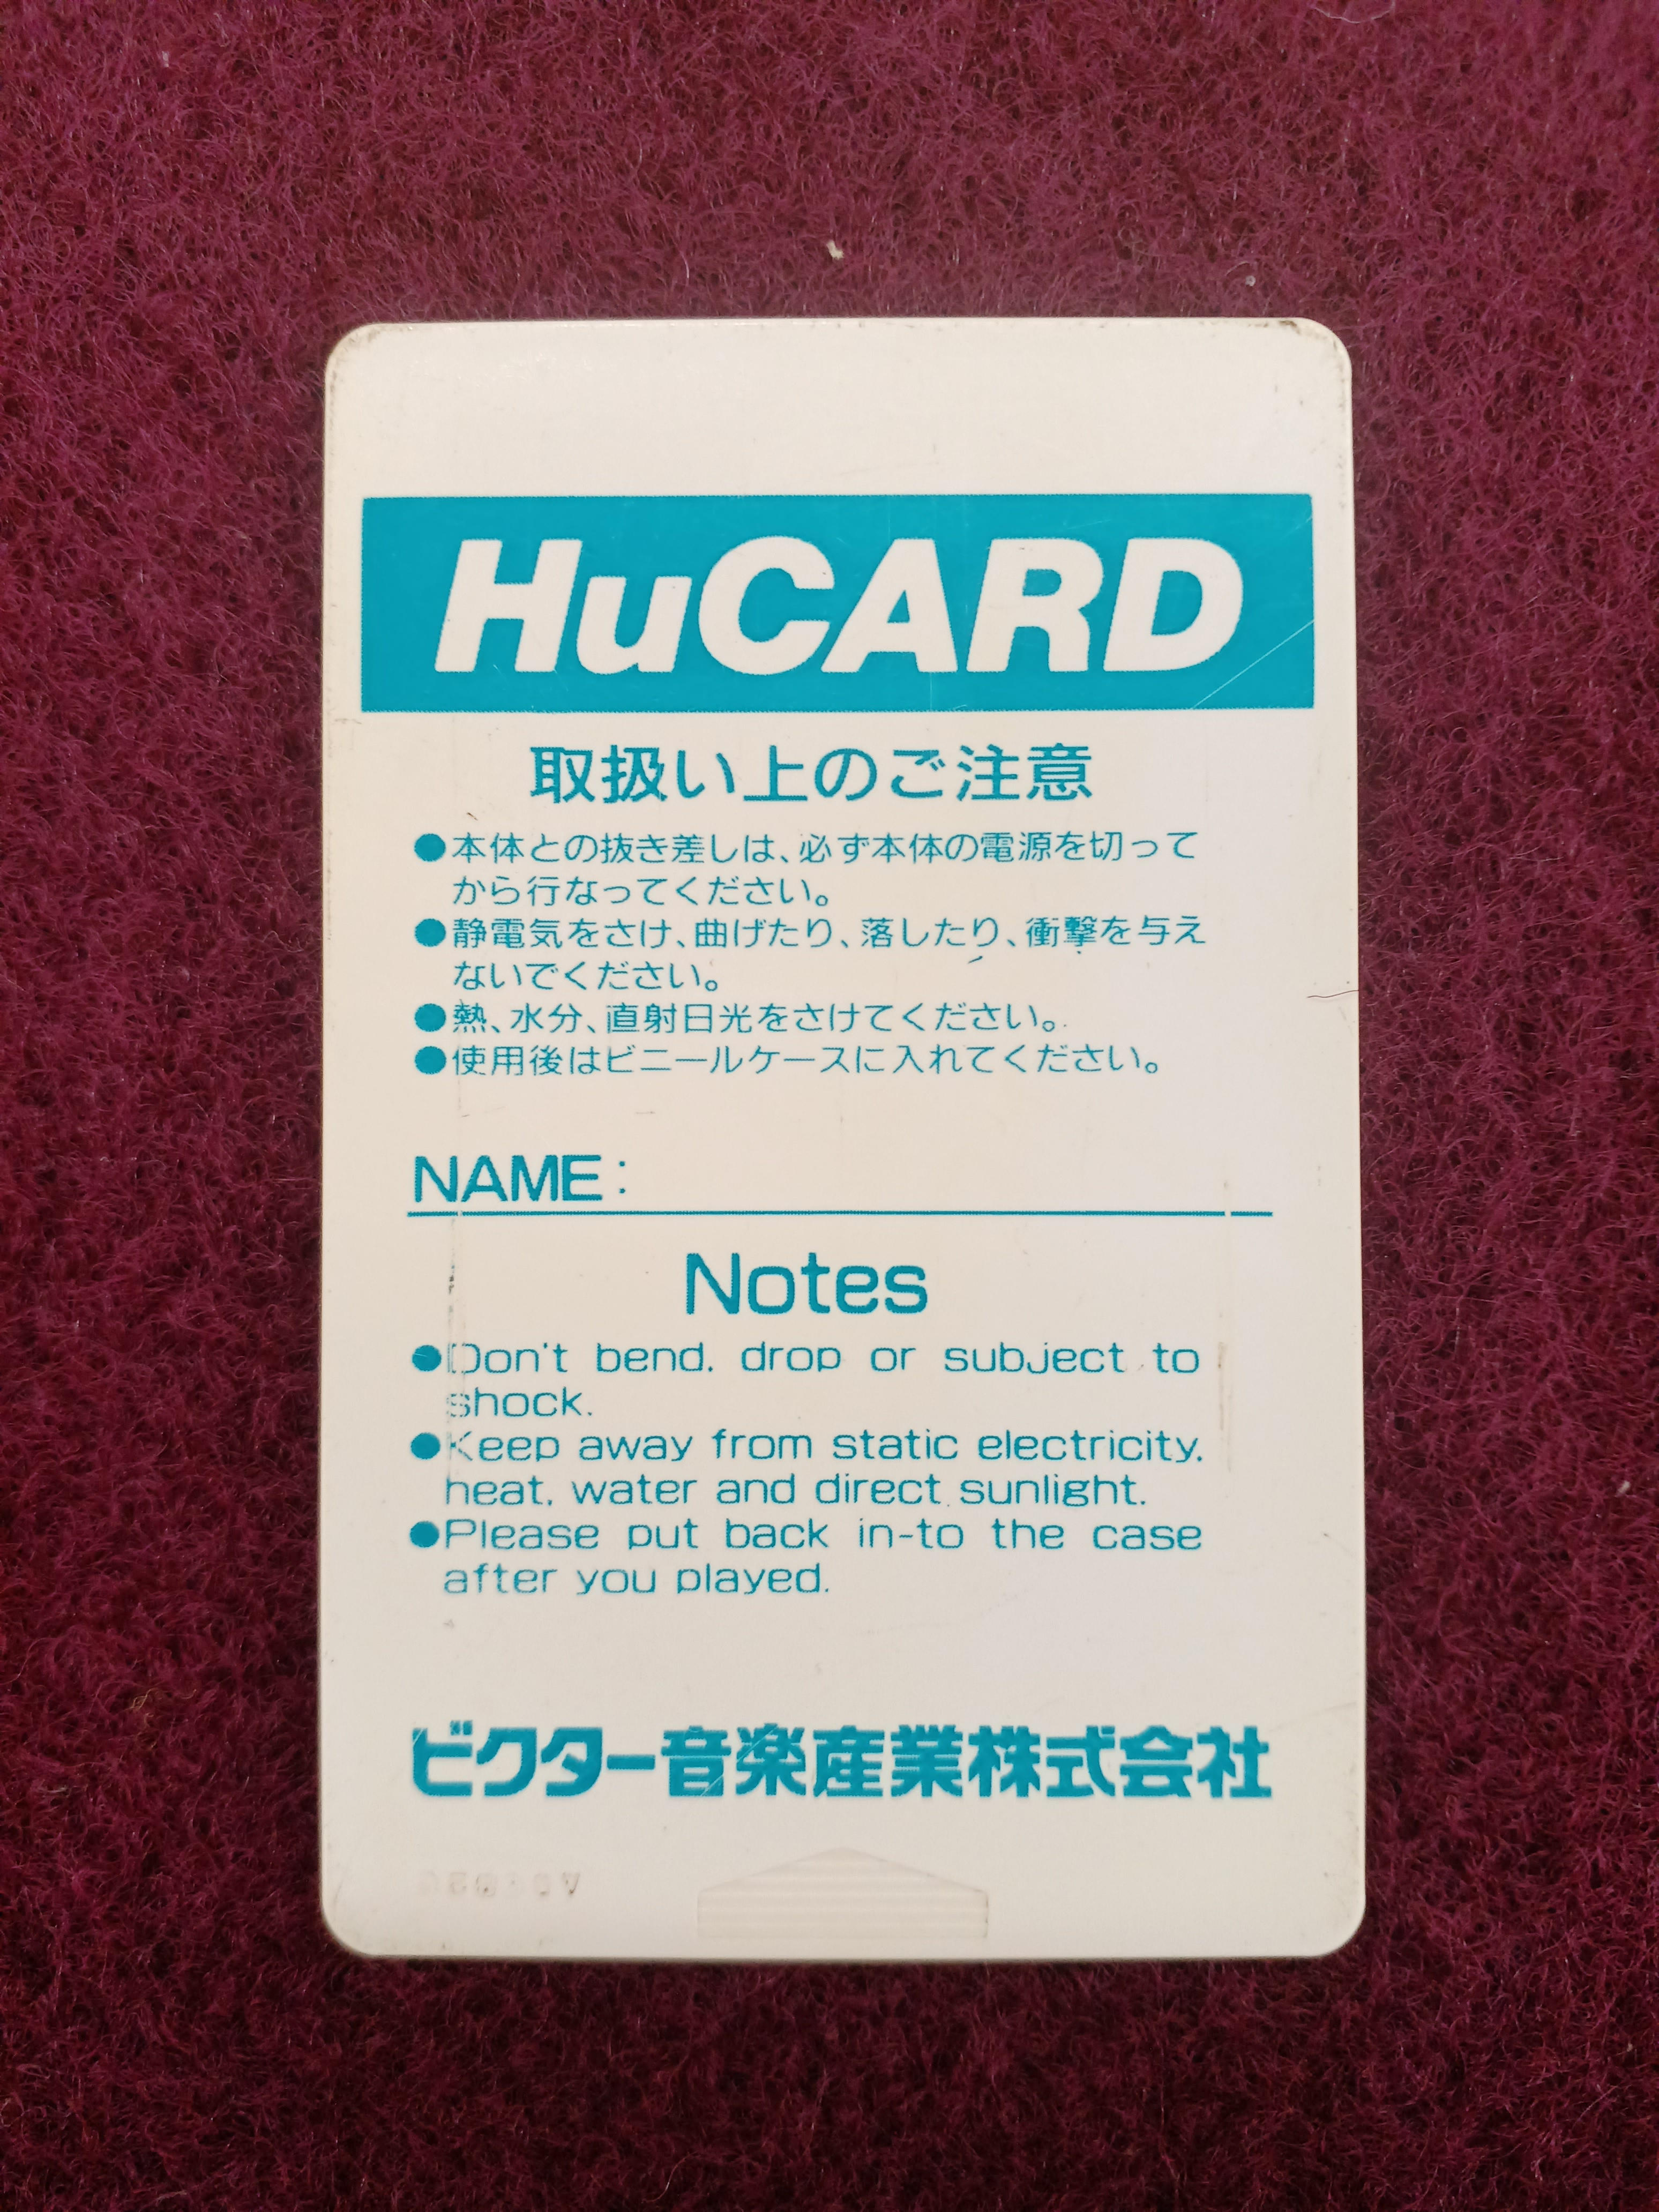 HuCARD
取扱い上のご注意
●本体との抜き差しは、必ず本体の電源を切って
から行なってください。
●静電気をさけ、曲げたり、落したり、衝撃を与え
ないでください。
●熱、水分、直射日光をさけてください。
●使用後はビニールケースに入れてください。
NAME:
Notes
●Don't bend, drop or subject to
shock.
●Keep away from static electricity,
heat, water and direct sunlight.
●Please put back in-to the case
after you played.
ビクター音楽産業株式会社